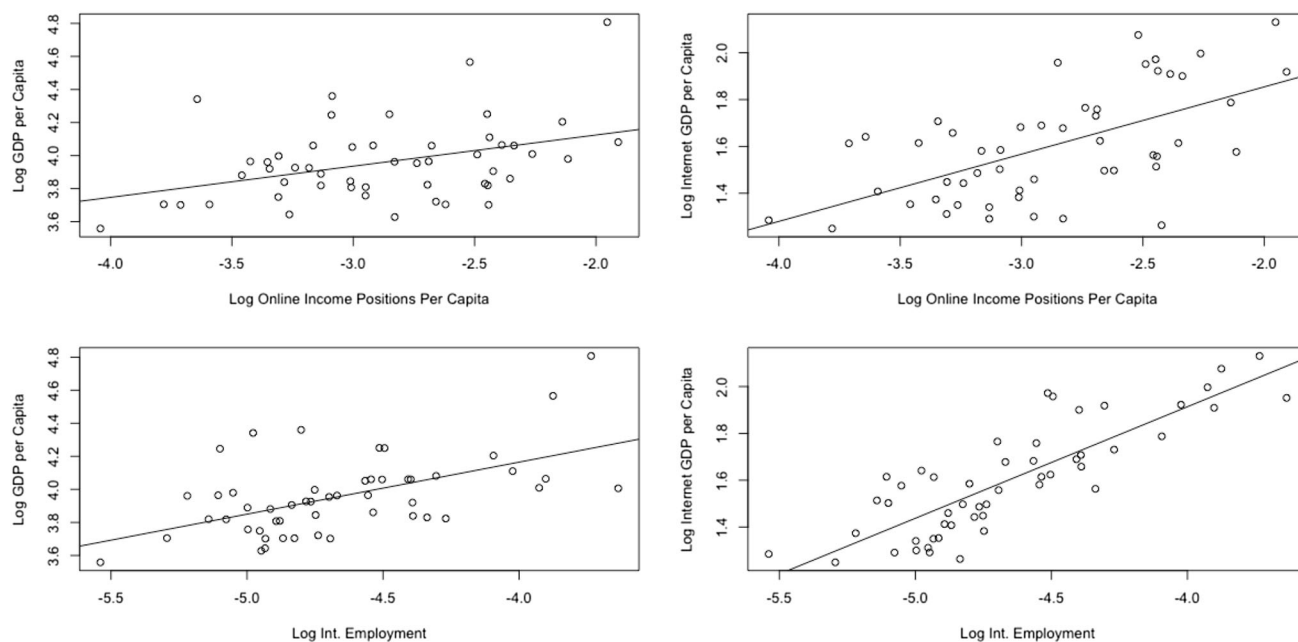 Log GDP per Capita
3.6 3.8 4.0 4.2 4.4 4.6 4.8
-4.0 -3.5 -3.0 -2.5 -2.0
Log Online Income Positions Per Capita
Log Internet GDP per Capita
1.4 1.6 1.8 2.0
-4.0 -3.5 -3.0 -2.5 -2.0
Log Online Income Positions Per Capita
Log GDP per Capita
3.6 3.8 4.0 4.2 4.4 4.6 4.8
-5.5 -5.0 -4.5 -4.0
Log Int. Employment
Log Internet GDP per Capita
1.4 1.6 1.8 2.0
-5.5 -5.0 -4.5 -4.0
Log Int. Employment